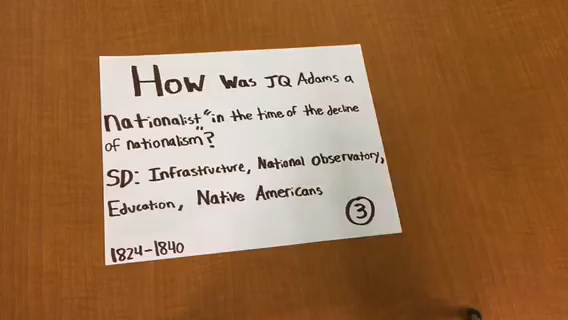 How was JQ Adams a
nationalist "in the time of the decline
of nationalism"?
SD: Infrastructure, National Observatory,
Education, Native Americans
3
1824-1840